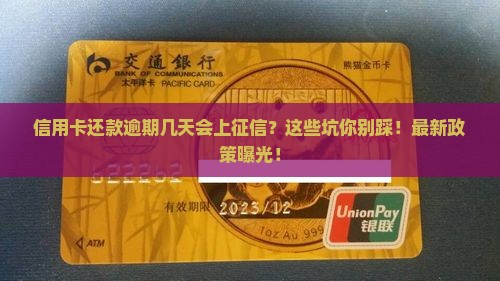 交通銀行
BANK OF COMMUNICATIONS
太平洋卡 PACIFIC CARD
熊猫金币卡
信用卡还款逾期几天会上征信？这些坑你别踩！最新政
策曝光！
622262
有效期限 2023/12
1oz Au .999
ATM
UnionPay
银联